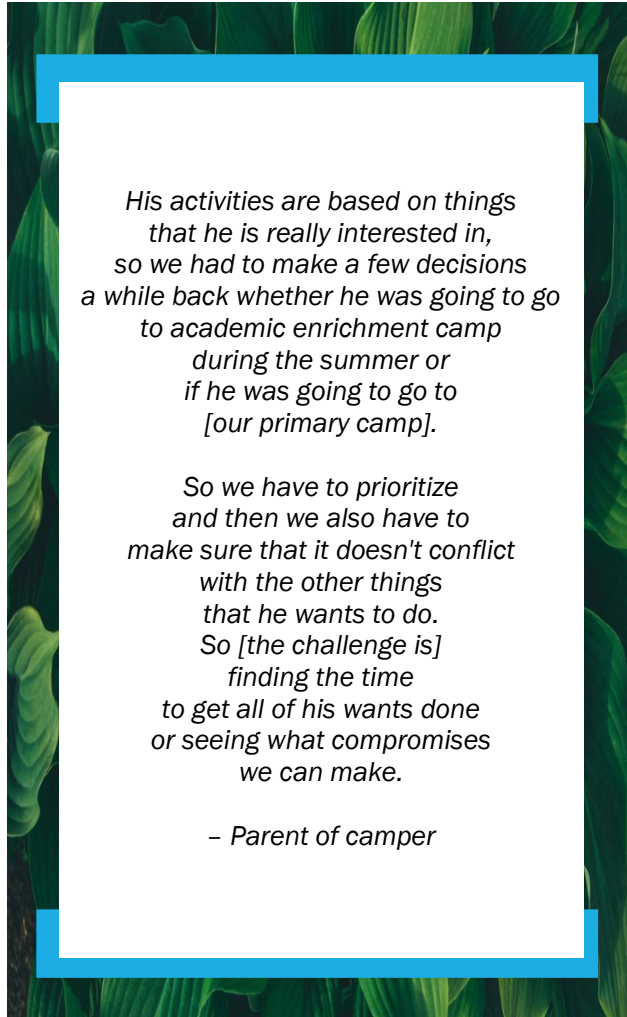 His activities are based on things
that he is really interested in,
so we had to make a few decisions
a while back whether he was going to go
to academic enrichment camp
during the summer or
if he was going to go to
[our primary camp].
So we have to prioritize
and then we also have to
make sure that it doesn't conflict
with the other things
that he wants to do.
So [the challenge is]
finding the time
to get all of his wants done
or seeing what compromises
we can make.
– Parent of camper